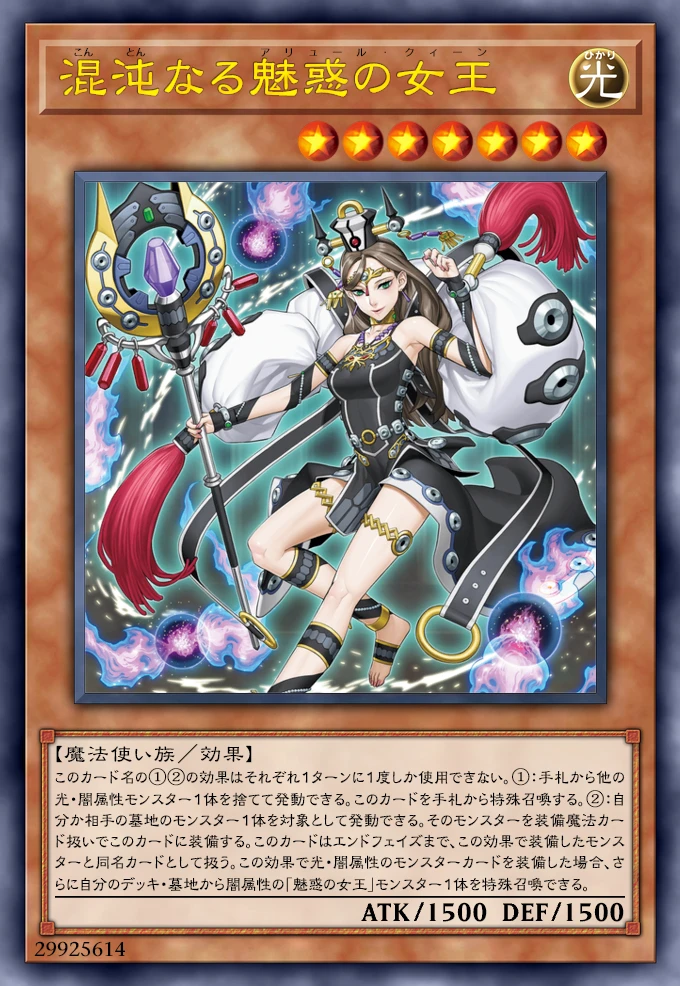 こん とん アリュール・クィーン
混沌なる魅惑の女王
ひかり
光
【魔法使い族／効果】
このカード名の①②の効果はそれぞれ1ターンに1度しか使用できない。①：手札から他の
光・闇属性モンスター1体を捨てて発動できる。このカードを手札から特殊召喚する。②：自
分か相手の墓地のモンスター1体を対象として発動できる。そのモンスターを装備魔法カー
ド扱いでこのカードに装備する。このカードはエンドフェイズまで、この効果で装備したモンス
ターと同名カードとして扱う。この効果で光・闇属性のモンスターカードを装備した場合、さ
らに自分のデッキ・墓地から闇属性の「魅惑の女王」モンスター1体を特殊召喚できる。
ATK/1500 DEF/1500
29925614